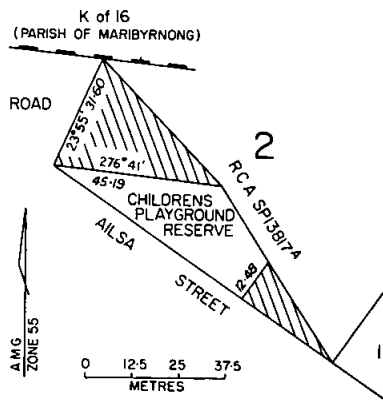 K of 16
(PARISH OF MARIBYRNONG)
ROAD
23°55' 31·60
276°41'
45·19
2
RCA SP13817A
CHILDRENS
PLAYGROUND
RESERVE
AILSA
STREET
12·48
1
AMG
ZONE 55
0 12·5 25 37·5
METRES